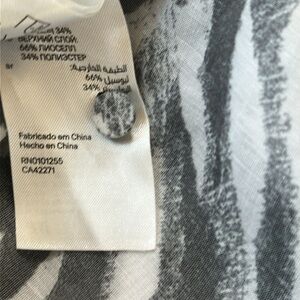 34%
ВЕРХНИЙ СЛОЙ:
66% ЛИОСЕЛЛ
34% ПОЛИЭСТЕР
ar
الطبقة الخارجية:
66% ليوسيل
34%
Fabricado em China
Hecho en China
RN0101255
CA42271